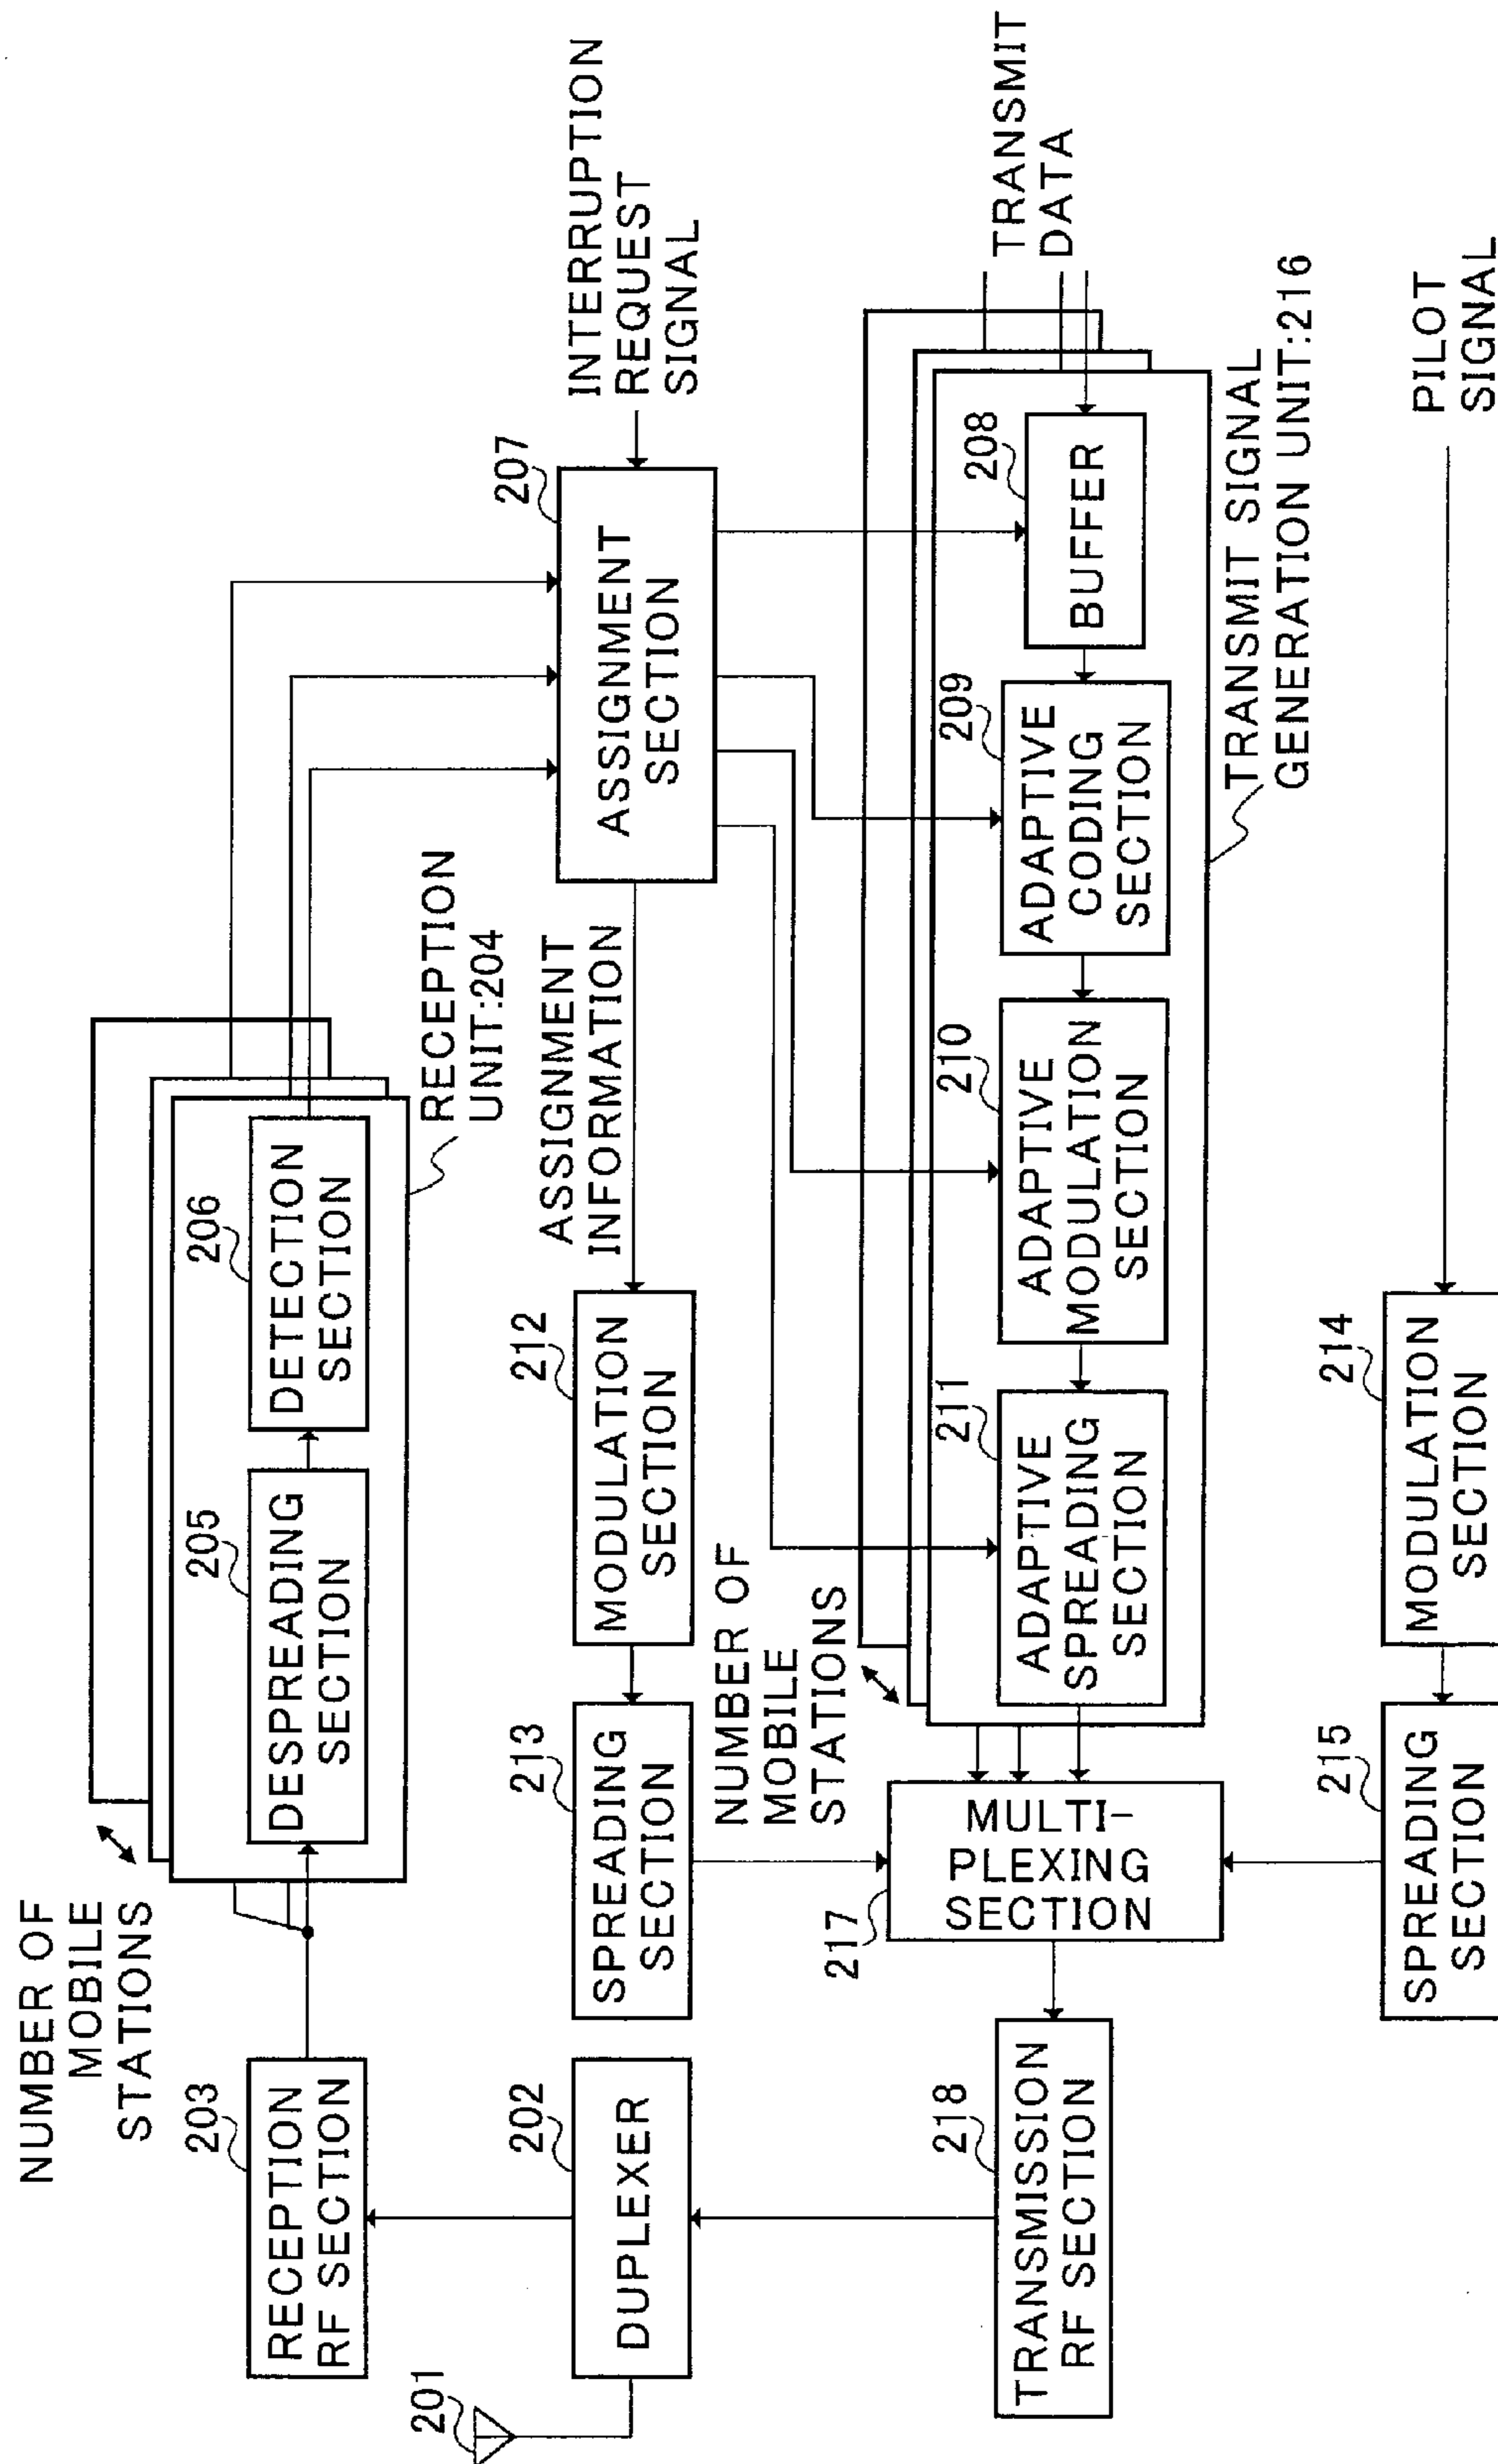 NUMBER OF
MOBILE
STATIONS
203
RECEPTION
RF SECTION
205
DESPREADING
SECTION
206
DETECTION
SECTION
RECEPTION
UNIT:204
201
202
DUPLEXER
213
SPREADING
SECTION
212
MODULATION
SECTION
ASSIGNMENT
INFORMATION
207
ASSIGNMENT
SECTION
INTERRUPTION
REQUEST
SIGNAL
NUMBER OF
MOBILE
STATIONS
217
MULTI-
PLEXING
SECTION
218
TRANSMISSION
RF SECTION
211
ADAPTIVE
SPREADING
SECTION
210
ADAPTIVE
MODULATION
SECTION
209
ADAPTIVE
CODING
SECTION
208
BUFFER
TRANSMIT
DATA
TRANSMIT SIGNAL
GENERATION UNIT:216
215
SPREADING
SECTION
214
MODULATION
SECTION
PILOT
SIGNAL